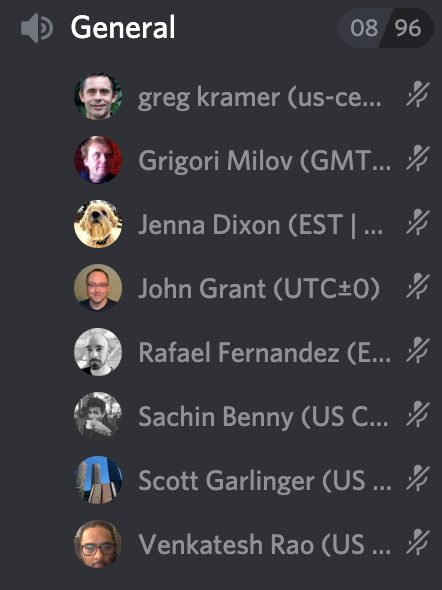 General 08 96
greg kramer (us-ce...
Grigori Milov (GMT...
Jenna Dixon (EST | ...
John Grant (UTC±0)
Rafael Fernandez (E...
Sachin Benny (US C...
Scott Garlinger (US ...
Venkatesh Rao (US ...